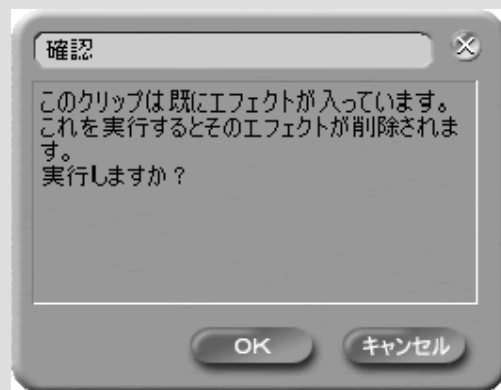 確認
このクリップは既にエフェクトが入っています。
これを実行するとそのエフェクトが削除されま
す。
実行しますか？
OK
キャンセル